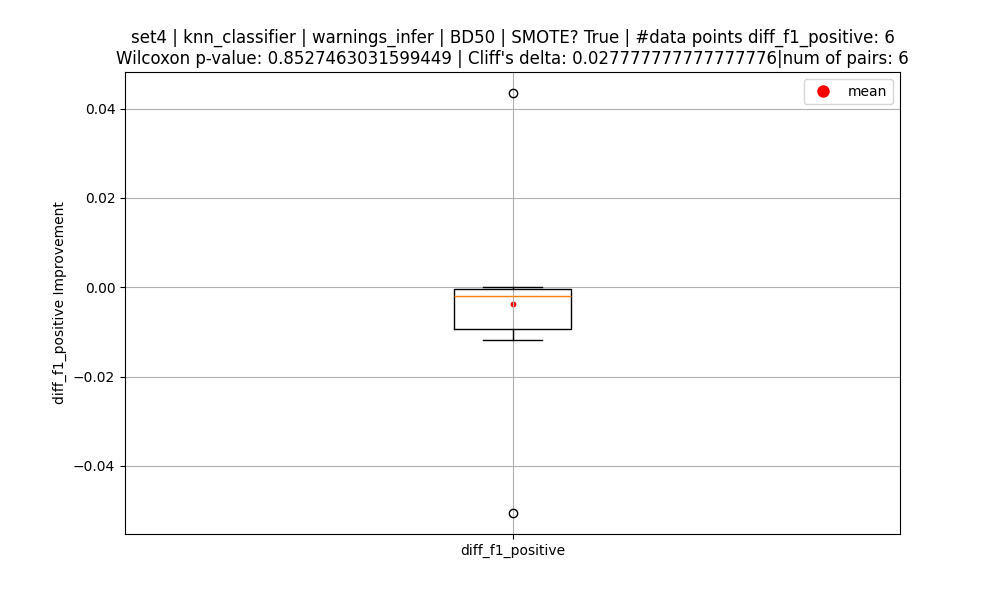 set4 | knn_classifier | warnings_infer | BD50 | SMOTE? True | #data points diff_f1_positive: 6
Wilcoxon p-value: 0.8527463031599449 | Cliff's delta: 0.027777777777777776|num of pairs: 6
mean
0.04
0.02
0.00
−0.02
−0.04
diff_f1_positive Improvement
diff_f1_positive